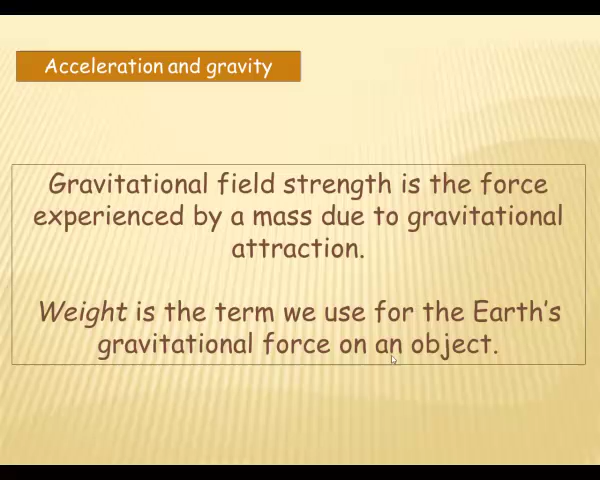 Acceleration and gravity
Gravitational field strength is the force
experienced by a mass due to gravitational
attraction.
Weight is the term we use for the Earth's
gravitational force on an object.